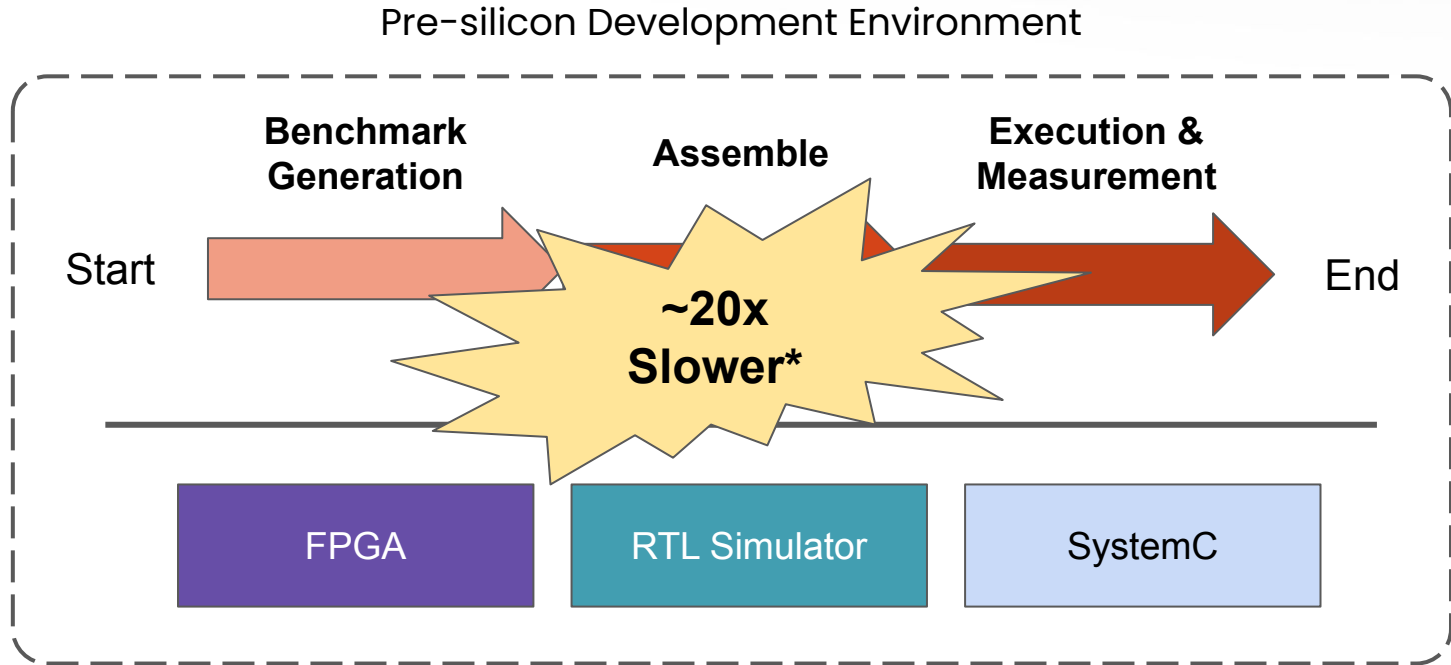 Pre-silicon Development Environment
Benchmark
Generation
Assemble
Execution &
Measurement
Start
~20x
Slower*
End
FPGA
RTL Simulator
SystemC